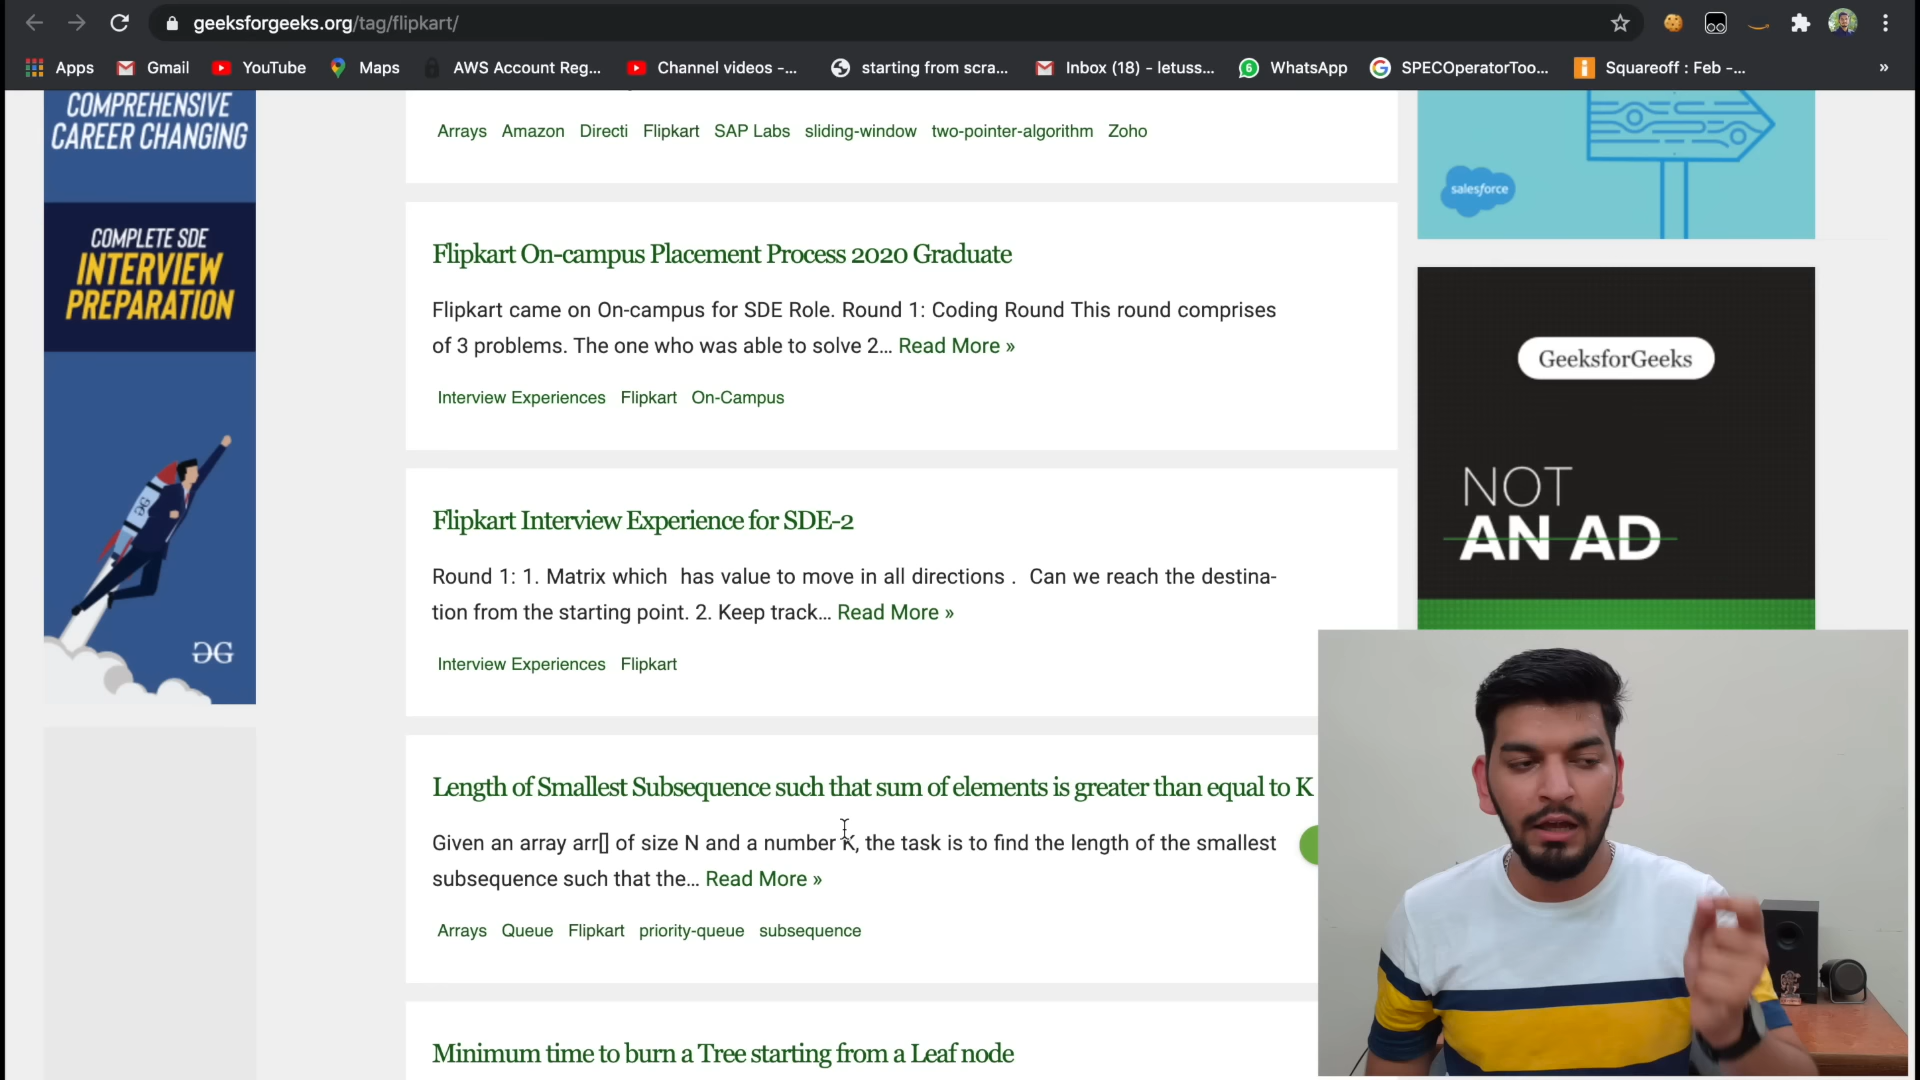 geeksforgeeks.org/tag/flipkart/
Apps Gmail YouTube Maps AWS Account Reg... Channel videos -... starting from scra... Inbox (18) - letuss... 6 WhatsApp SPECOperatorToo... Squareoff : Feb -... »
COMPREHENSIVE
CAREER CHANGING
COMPLETE SDE
INTERVIEW
PREPARATION
GG
Arrays Amazon Directi Flipkart SAP Labs sliding-window two-pointer-algorithm Zoho
Flipkart On-campus Placement Process 2020 Graduate
Flipkart came on On-campus for SDE Role. Round 1: Coding Round This round comprises
of 3 problems. The one who was able to solve 2... Read More »
Interview Experiences Flipkart On-Campus
Flipkart Interview Experience for SDE-2
Round 1: 1. Matrix which has value to move in all directions . Can we reach the destina-
tion from the starting point. 2. Keep track... Read More »
Interview Experiences Flipkart
Length of Smallest Subsequence such that sum of elements is greater than equal to K
Given an array arr[] of size N and a number K, the task is to find the length of the smallest
subsequence such that the... Read More »
Arrays Queue Flipkart priority-queue subsequence
Minimum time to burn a Tree starting from a Leaf node
salesforce
GeeksforGeeks
NOT
AN AD